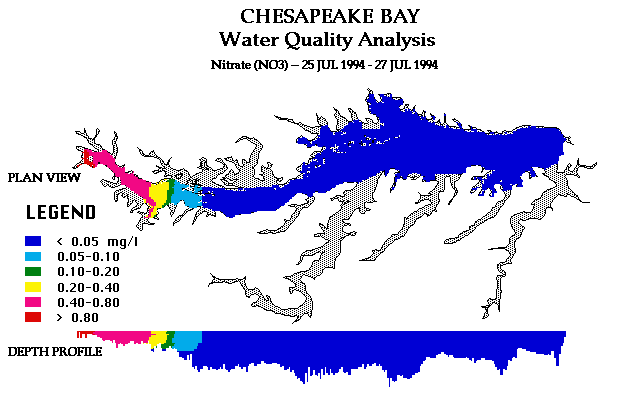 CHESAPEAKE BAY
Water Quality Analysis
Nitrate (NO3) -- 25 JUL 1994 - 27 JUL 1994
PLAN VIEW
LEGEND
< 0.05 mg/l
0.05-0.10
0.10-0.20
0.20-0.40
0.40-0.80
> 0.80
DEPTH PROFILE